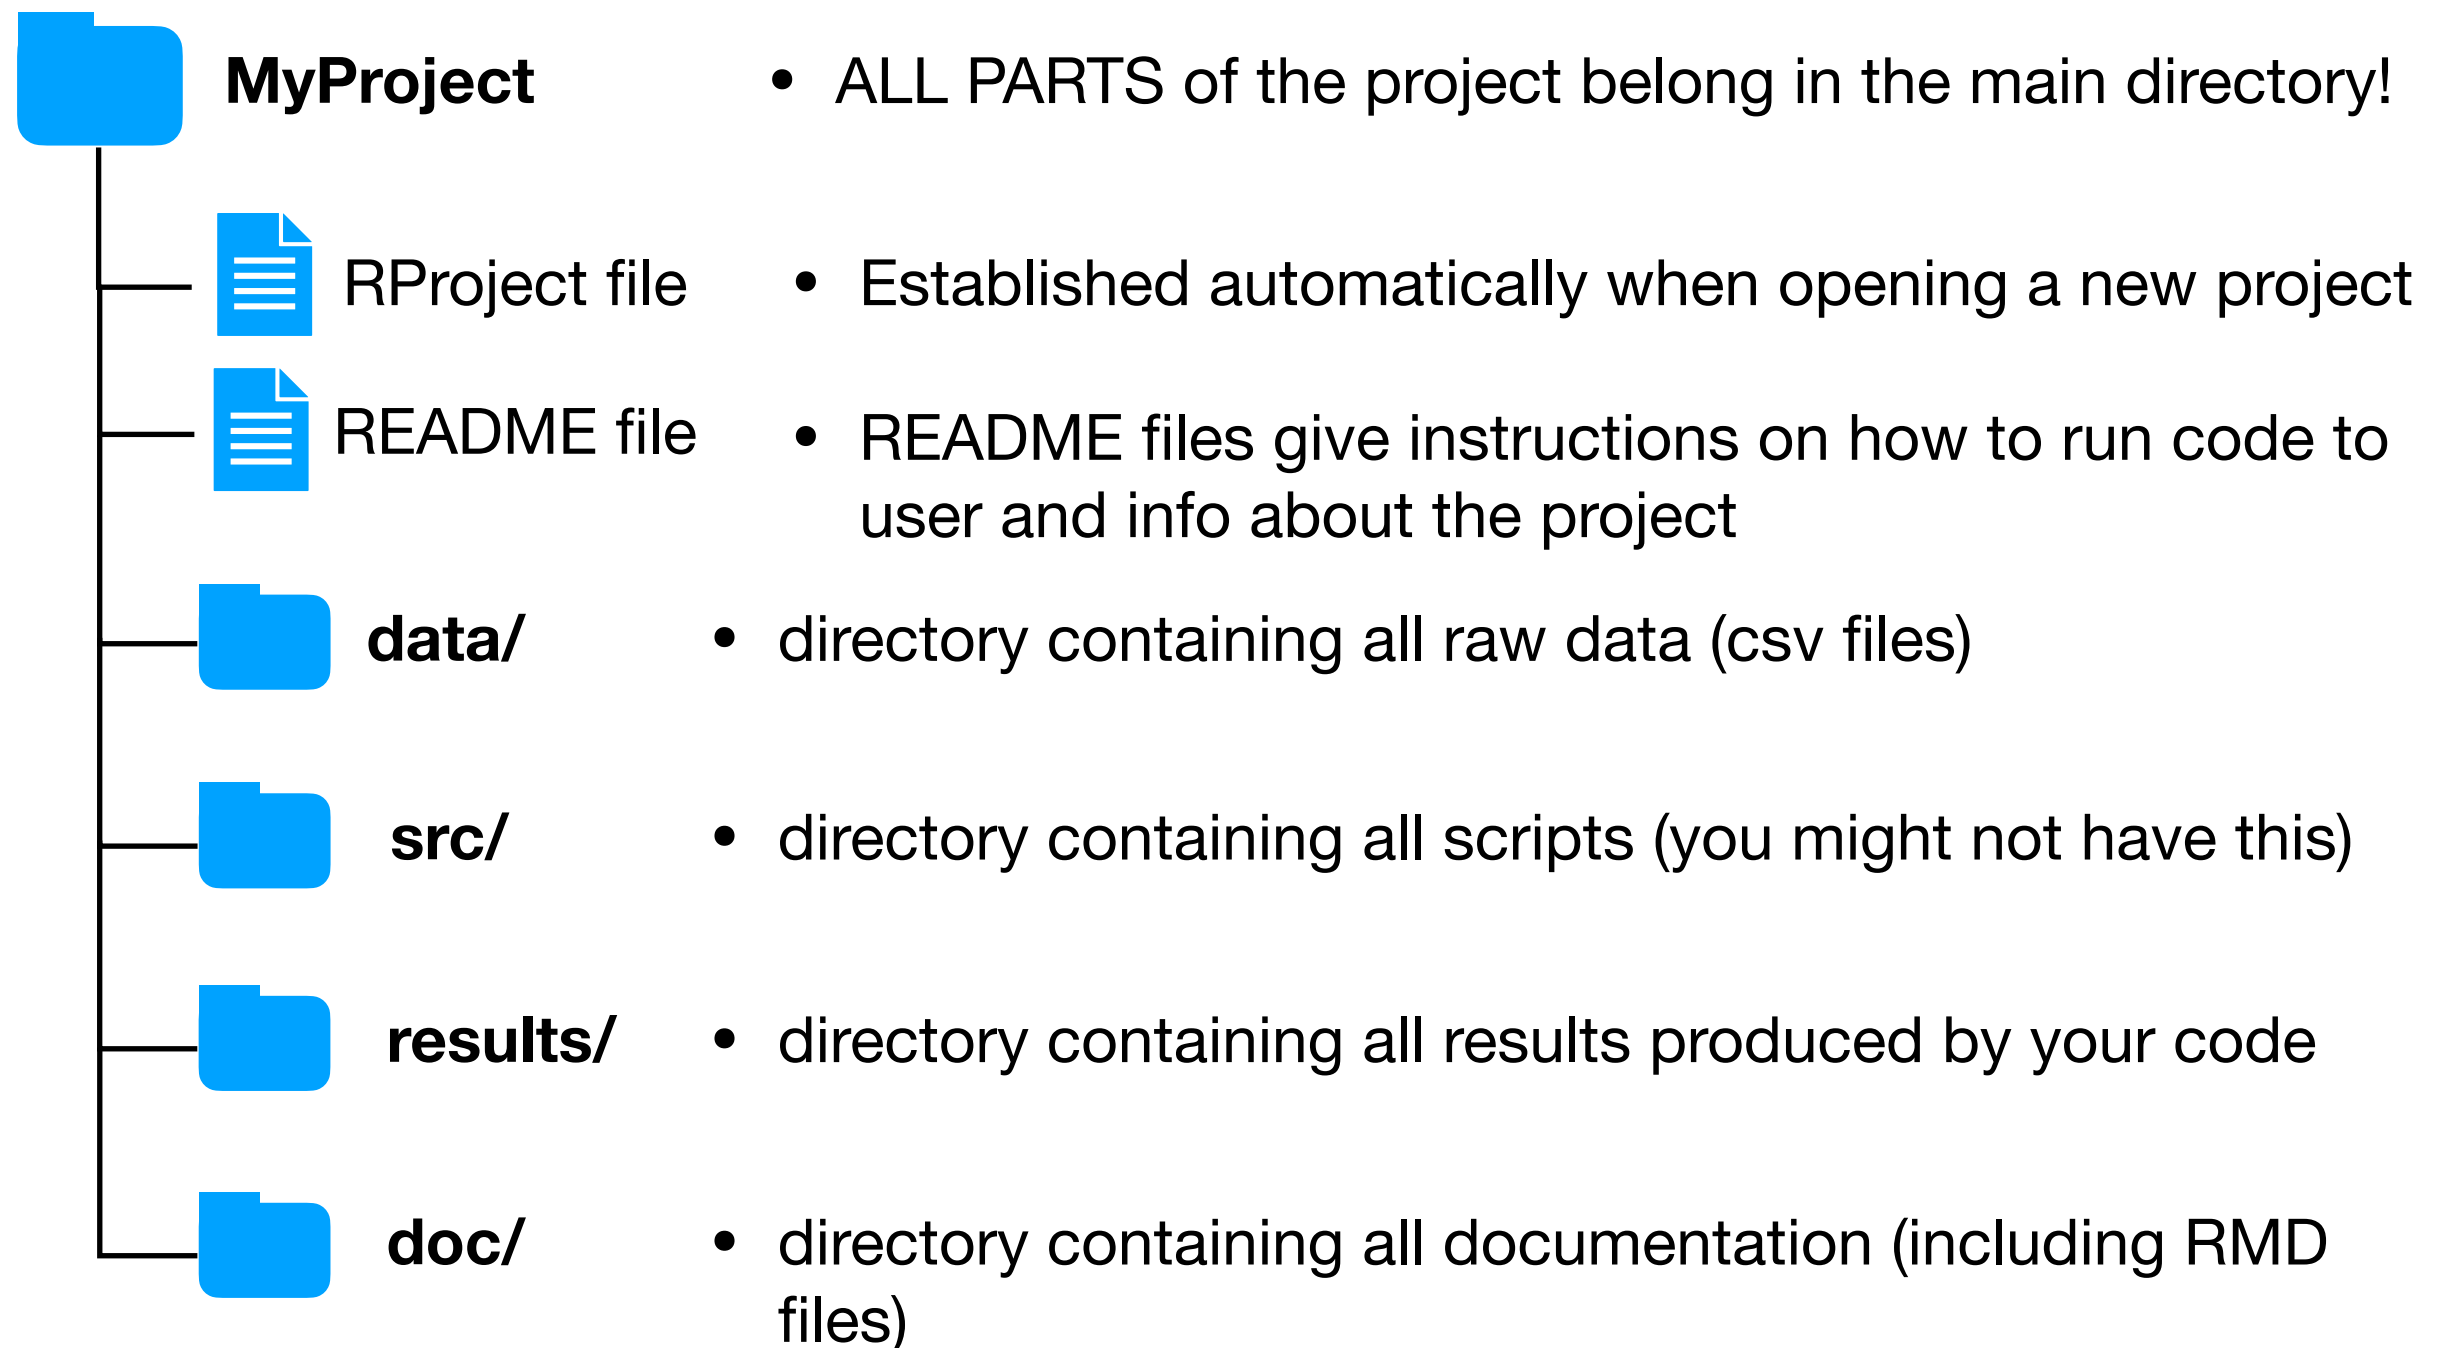 MyProject • ALL PARTS of the project belong in the main directory!
RProject file • Established automatically when opening a new project
README file • README files give instructions on how to run code to
user and info about the project
data/ • directory containing all raw data (csv files)
src/ • directory containing all scripts (you might not have this)
results/ • directory containing all results produced by your code
doc/ • directory containing all documentation (including RMD
files)